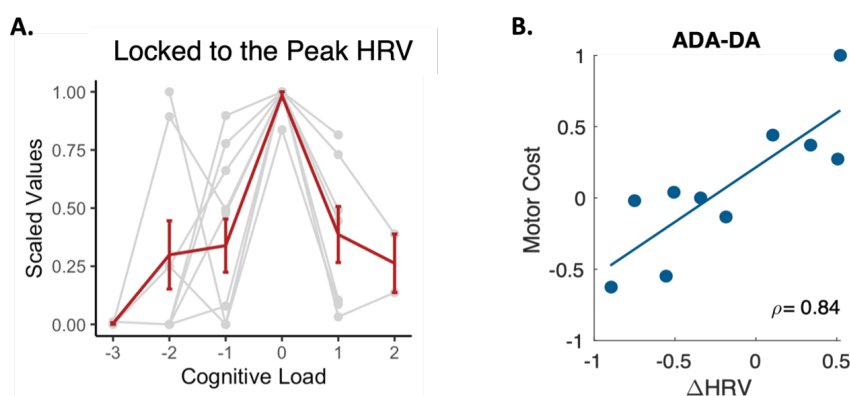 A.
Locked to the Peak HRV
1.00
0.75
0.50
0.25
0.00
Scaled Values
-3 -2 -1 0 1 2
Cognitive Load
B.
ADA-DA
1
0.5
0
-0.5
-1
Motor Cost
ρ= 0.84
-1 -0.5 0 0.5
ΔHRV